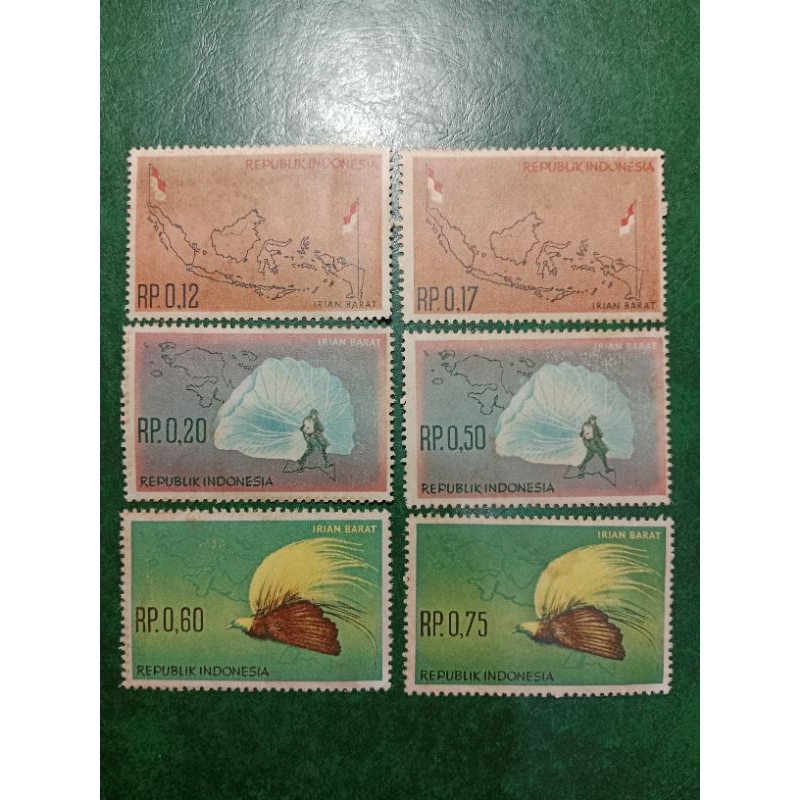 REPUBLIK INDONESIA
RP.0,12
IRIAN BARAT
REPUBLIK INDONESIA
RP.0,17
IRIAN BARAT
IRIAN BARAT
RP.0,20
REPUBLIK INDONESIA
IRIAN BARAT
RP.0,50
REPUBLIK INDONESIA
IRIAN BARAT
RP.0,60
REPUBLIK INDONESIA
IRIAN BARAT
RP.0,75
REPUBLIK INDONESIA